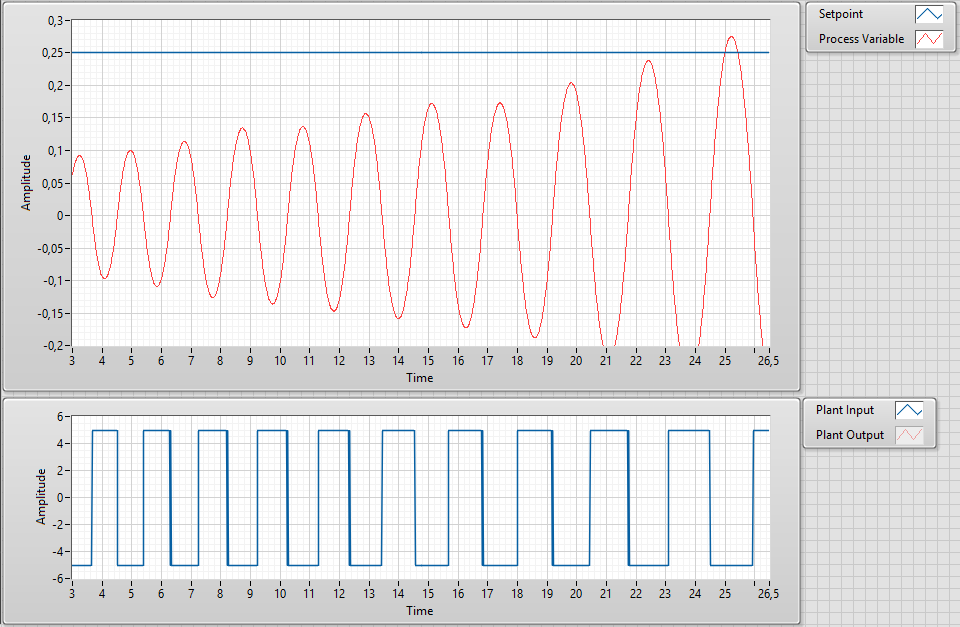 Setpoint
Process Variable
0,3
0,25
0,2
0,15
0,1
0,05
0
-0,05
-0,1
-0,15
-0,2
Amplitude
3 4 5 6 7 8 9 10 11 12 13 14 15 16 17 18 19 20 21 22 23 24 25 26,5
Time
Plant Input
Plant Output
6
4
2
0
-2
-4
-6
Amplitude
3 4 5 6 7 8 9 10 11 12 13 14 15 16 17 18 19 20 21 22 23 24 25 26,5
Time